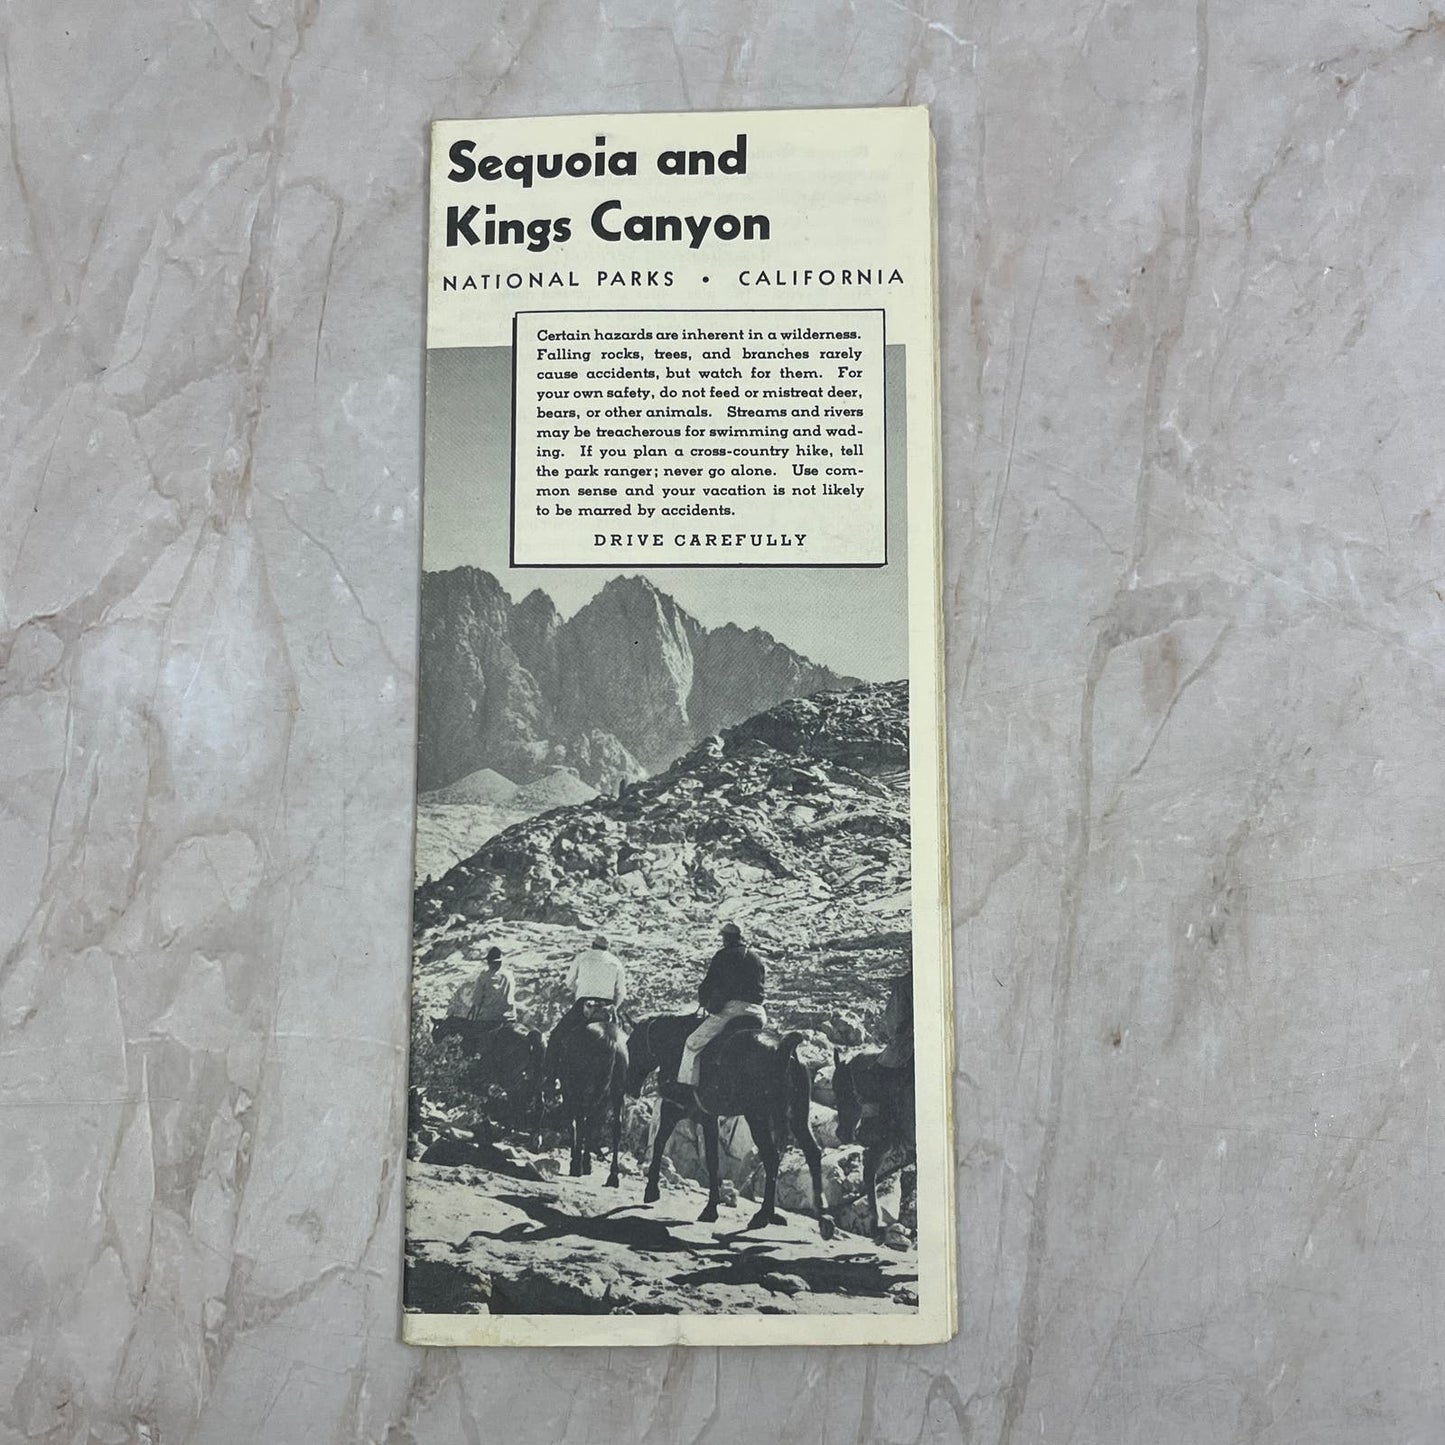 Sequoia and
Kings Canyon
NATIONAL PARKS • CALIFORNIA
Certain hazards are inherent in a wilderness.
Falling rocks, trees, and branches rarely
cause accidents, but watch for them. For
your own safety, do not feed or mistreat deer,
bears, or other animals. Streams and rivers
may be treacherous for swimming and wad-
ing. If you plan a cross-country hike, tell
the park ranger; never go alone. Use com-
mon sense and your vacation is not likely
to be marred by accidents.
DRIVE CAREFULLY